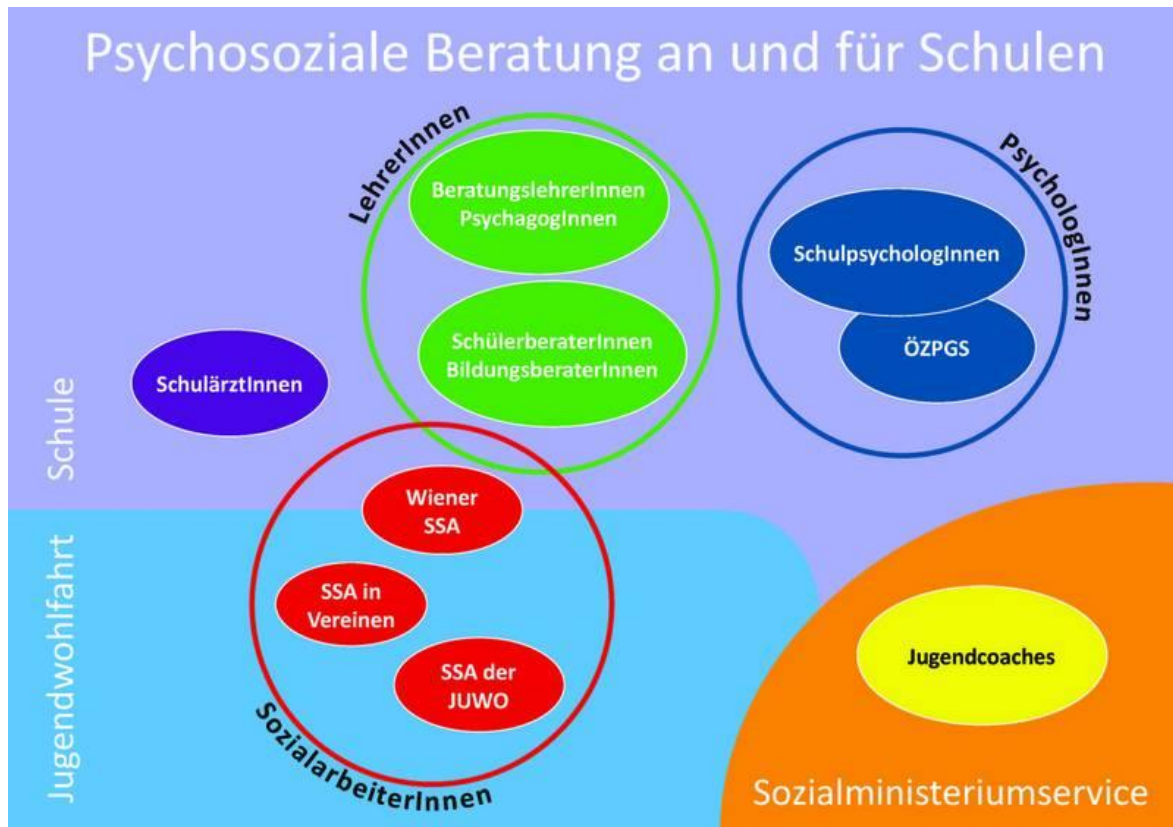 Psychosoziale Beratung an und für Schulen
LehrerInnen
BeratungslehrerInnen
PsychagogInnen
SchülerberaterInnen
BildungsberaterInnen
PsychologInnen
SchulpsychologInnen
ÖZPGS
SchulärztInnen
Schule
Wiener
SSA
SSA in
Vereinen
SSA der
JUWO
SozialarbeiterInnen
Jugendwohlfahrt
Jugendcoaches
Sozialministeriumservice